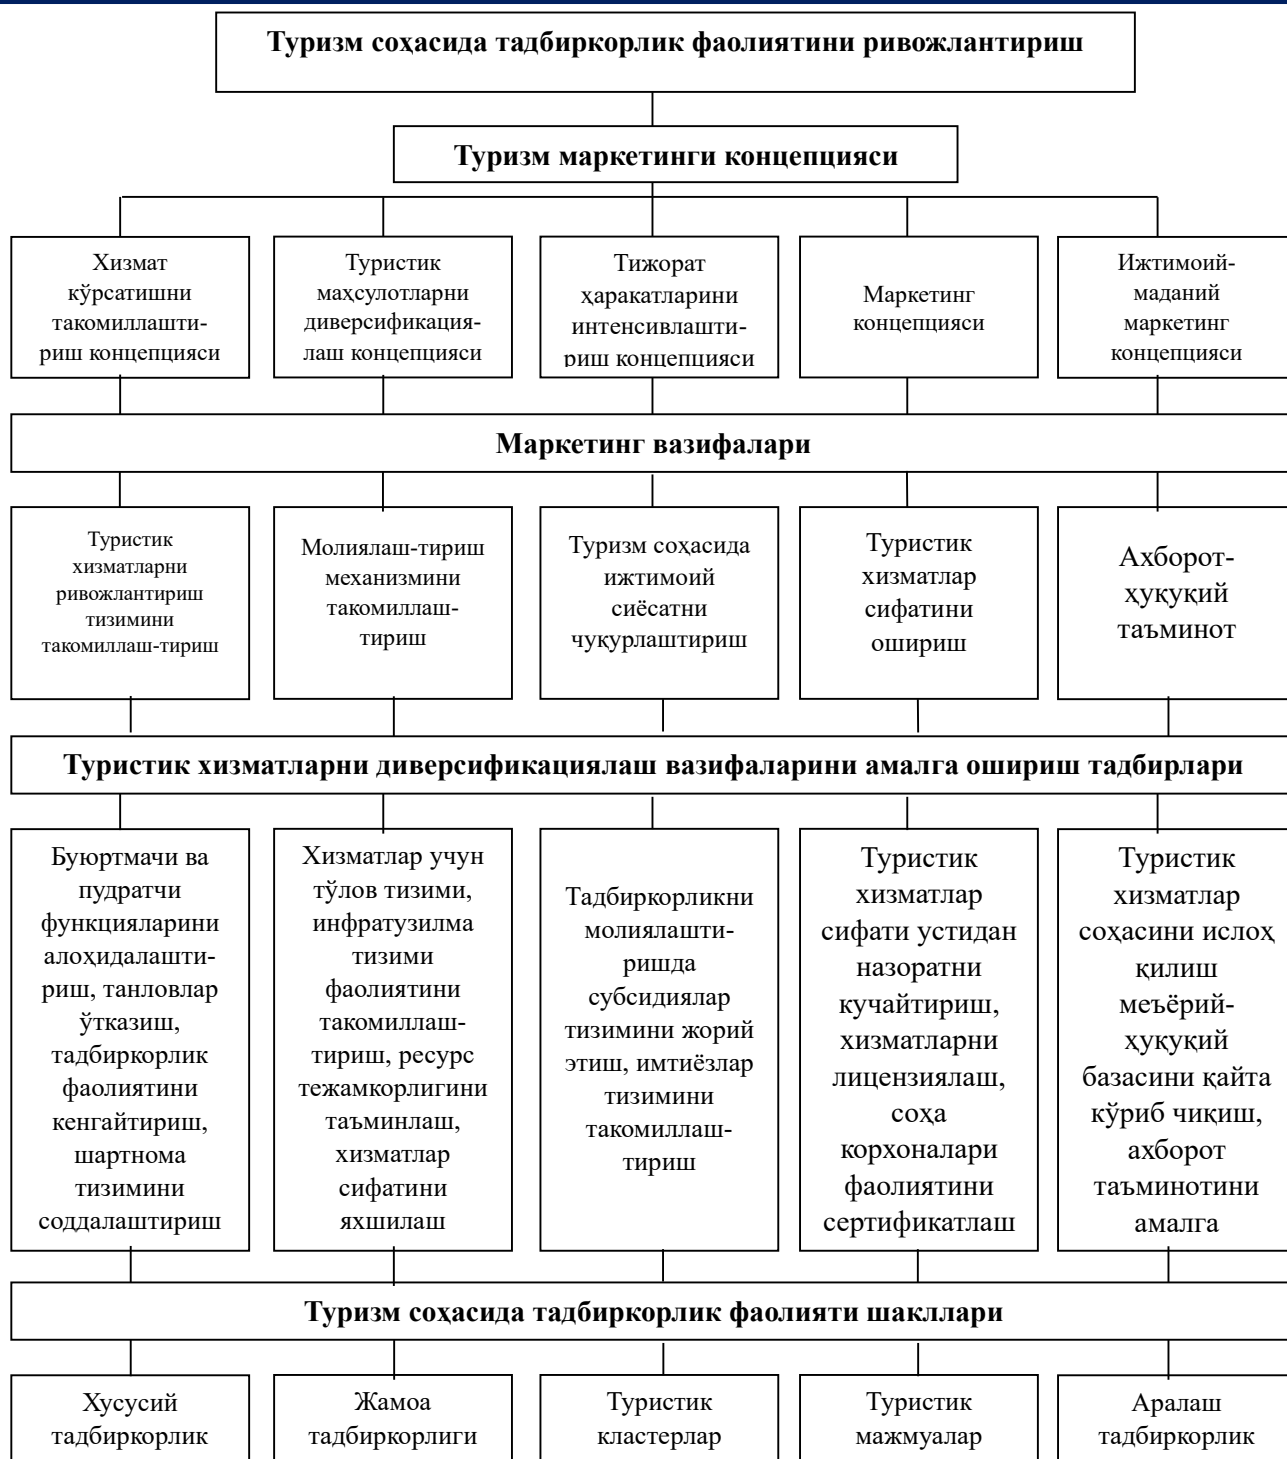 Туризм соҳасида тадбиркорлик фаолиятини ривожлантириш
Туризм маркетинги концепцияси
Хизмат
кўрсатишни
такомиллашти-
риш концепцияси
Туристик
маҳсулотларни
диверсификация-
лаш концепцияси
Тижорат
ҳаракатларини
интенсивлашти-
риш концепцияси
Маркетинг
концепцияси
Ижтимоий-
маданий
маркетинг
концепцияси
Маркетинг вазифалари
Туристик
хизматларни
ривожлантириш
тизимини
такомиллаш-тириш
Молиялаш-тириш
механизмини
такомиллаш-
тириш
Туризм соҳасида
ижтимоий
сиёсатни
чуқурлаштириш
Туристик
хизматлар
сифатини
ошириш
Ахборот-
ҳуқуқий
таъминот
Туристик хизматларни диверсификациялаш вазифаларини амалга ошириш тадбирлари
Буюртмачи ва
пудратчи
функцияларини
алоҳидалашти-
риш, танловлар
ўтказиш,
тадбиркорлик
фаолиятини
кенгайтириш,
шартнома
тизимини
соддалаштириш
Хизматлар учун
тўлов тизими,
инфратузилма
тизими
фаолиятини
такомиллаш-
тириш, ресурс
тежамкорлигини
таъминлаш,
хизматлар
сифатини
яхшилаш
Тадбиркорликни
молиялашти-
ришда
субсидиялар
тизимини жорий
этиш, имтиёзлар
тизимини
такомиллаш-
тириш
Туристик
хизматлар
сифати устидан
назоратни
кучайтириш,
хизматларни
лицензиялаш,
соҳа
корхоналари
фаолиятини
сертификатлаш
Туристик
хизматлар
соҳасини ислоҳ
қилиш
меъёрий-
ҳуқуқий
базасини қайта
кўриб чиқиш,
ахборот
таъминотини
амалга
Туризм соҳасида тадбиркорлик фаолияти шакллари
Хусусий
тадбиркорлик
Жамоа
тадбиркорлиги
Туристик
кластерлар
Туристик
мажмуалар
Аралаш
тадбиркорлик